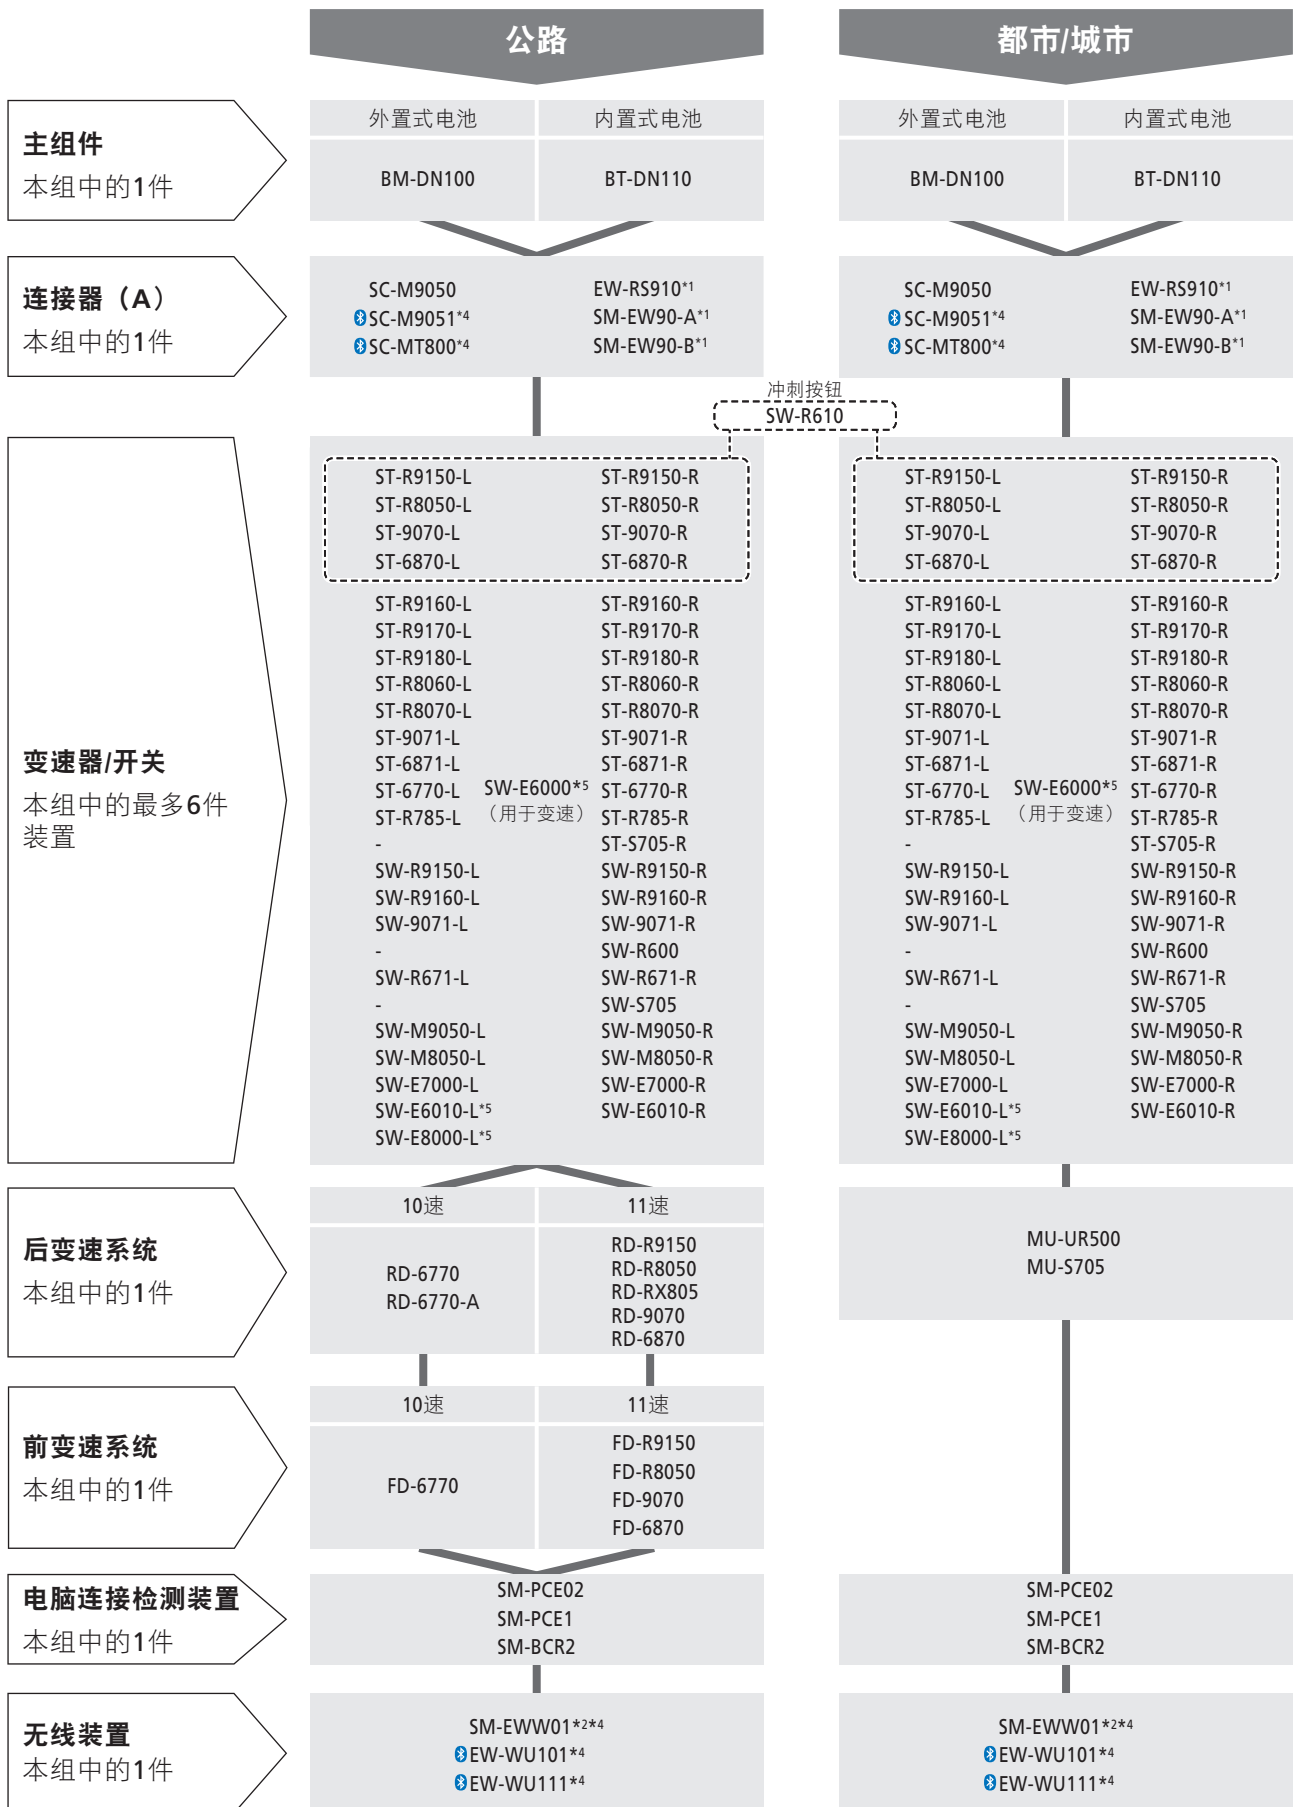 公路
都市/城市
主组件
本组中的1件
外置式电池 内置式电池
BM-DN100 BT-DN110
外置式电池 内置式电池
BM-DN100 BT-DN110
连接器（A）
本组中的1件
SC-M9050 EW-RS910*1
SC-M9051*4 SM-EW90-A*1
SC-MT800*4 SM-EW90-B*1
SC-M9050 EW-RS910*1
SC-M9051*4 SM-EW90-A*1
SC-MT800*4 SM-EW90-B*1
冲刺按钮
SW-R610
变速器/开关
本组中的最多6件
装置
ST-R9150-L ST-R9150-R
ST-R8050-L ST-R8050-R
ST-9070-L ST-9070-R
ST-6870-L ST-6870-R
ST-R9160-L ST-R9160-R
ST-R9170-L ST-R9170-R
ST-R9180-L ST-R9180-R
ST-R8060-L ST-R8060-R
ST-R8070-L ST-R8070-R
ST-9071-L ST-9071-R
ST-6871-L ST-6871-R
ST-6770-L SW-E6000*5 ST-6770-R
ST-R785-L （用于变速） ST-R785-R
- ST-S705-R
SW-R9150-L SW-R9150-R
SW-R9160-L SW-R9160-R
SW-9071-L SW-9071-R
- SW-R600
SW-R671-L SW-R671-R
- SW-S705
SW-M9050-L SW-M9050-R
SW-M8050-L SW-M8050-R
SW-E7000-L SW-E7000-R
SW-E6010-L*5 SW-E6010-R
SW-E8000-L*5
ST-R9150-L ST-R9150-R
ST-R8050-L ST-R8050-R
ST-9070-L ST-9070-R
ST-6870-L ST-6870-R
ST-R9160-L ST-R9160-R
ST-R9170-L ST-R9170-R
ST-R9180-L ST-R9180-R
ST-R8060-L ST-R8060-R
ST-R8070-L ST-R8070-R
ST-9071-L ST-9071-R
ST-6871-L ST-6871-R
ST-6770-L SW-E6000*5 ST-6770-R
ST-R785-L （用于变速） ST-R785-R
- ST-S705-R
SW-R9150-L SW-R9150-R
SW-R9160-L SW-R9160-R
SW-9071-L SW-9071-R
- SW-R600
SW-R671-L SW-R671-R
- SW-S705
SW-M9050-L SW-M9050-R
SW-M8050-L SW-M8050-R
SW-E7000-L SW-E7000-R
SW-E6010-L*5 SW-E6010-R
SW-E8000-L*5
后变速系统
本组中的1件
10速 11速
RD-6770
RD-6770-A
RD-R9150
RD-R8050
RD-RX805
RD-9070
RD-6870
MU-UR500
MU-S705
前变速系统
本组中的1件
10速 11速
FD-6770
FD-R9150
FD-R8050
FD-9070
FD-6870
电脑连接检测装置
本组中的1件
SM-PCE02
SM-PCE1
SM-BCR2
SM-PCE02
SM-PCE1
SM-BCR2
无线装置
本组中的1件
SM-EWW01*2*4
EW-WU101*4
EW-WU111*4
SM-EWW01*2*4
EW-WU101*4
EW-WU111*4